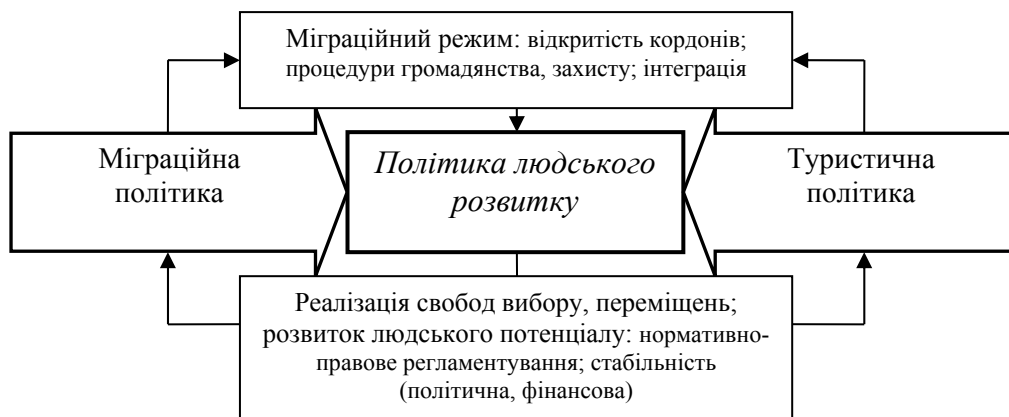 Міграційний режим: відкритість кордонів;
процедури громадянства, захисту; інтеграція
Міграційна
політика
Політика людського
розвитку
Туристична
політика
Реалізація свобод вибору, переміщень;
розвиток людського потенціалу: нормативно-
правове регламентування; стабільність
(політична, фінансова)